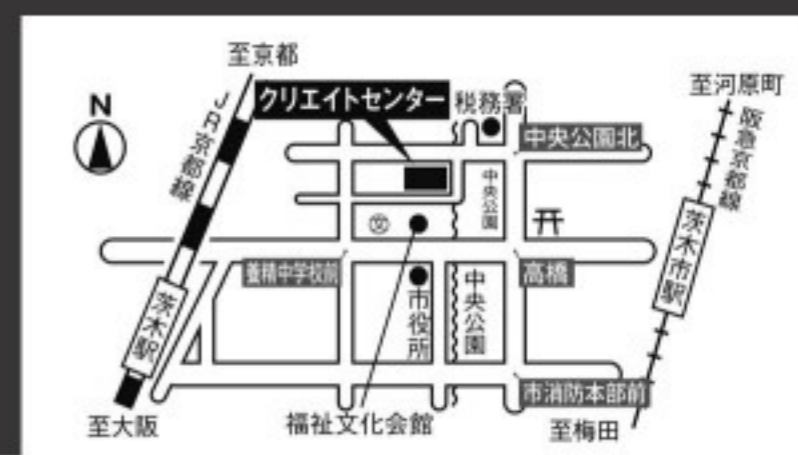 至京都
N
JR京都線
クリエイトセンター
税務署
至河原町
阪急京都線
中央公園北
中央公園
文
養精中学校前
高橋
茨木市駅
市役所
中央公園
茨木駅
市消防本部前
至大阪
福祉文化会館
至梅田